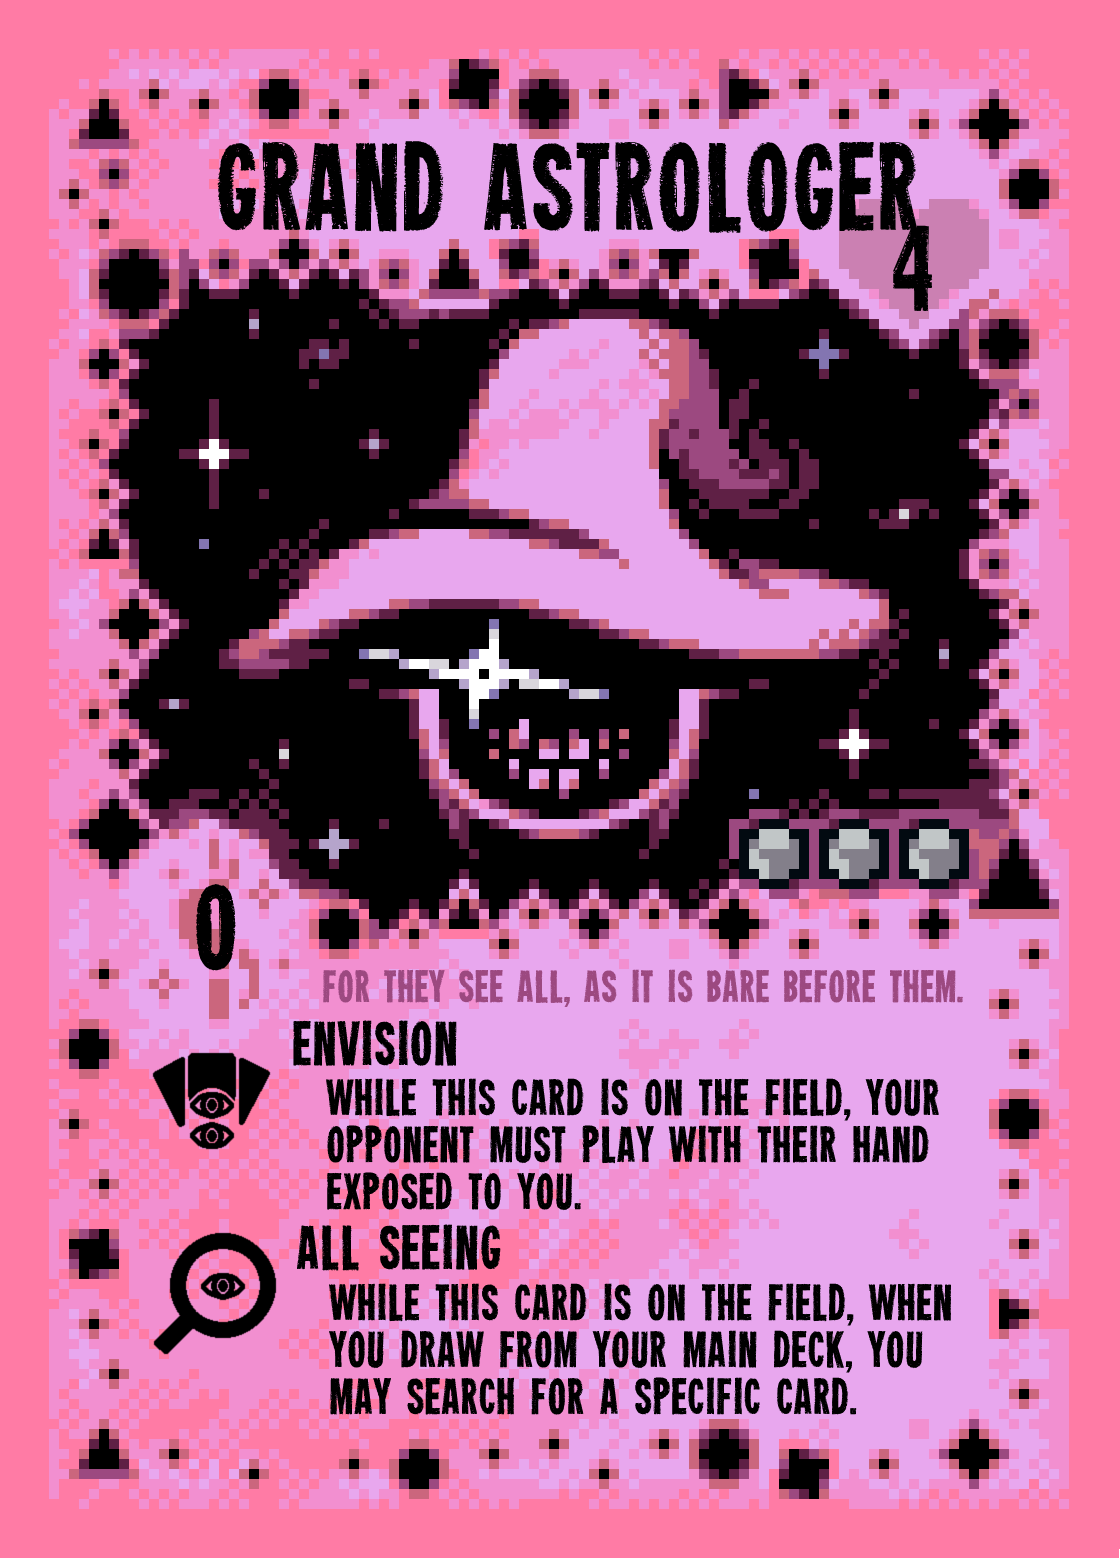 GRAND ASTROLOGER
4
0
FOR THEY SEE ALL, AS IT IS BARE BEFORE THEM.
ENVISION
WHILE THIS CARD IS ON THE FIELD, YOUR
OPPONENT MUST PLAY WITH THEIR HAND
EXPOSED TO YOU.
ALL SEEING
WHILE THIS CARD IS ON THE FIELD, WHEN
YOU DRAW FROM YOUR MAIN DECK, YOU
MAY SEARCH FOR A SPECIFIC CARD.